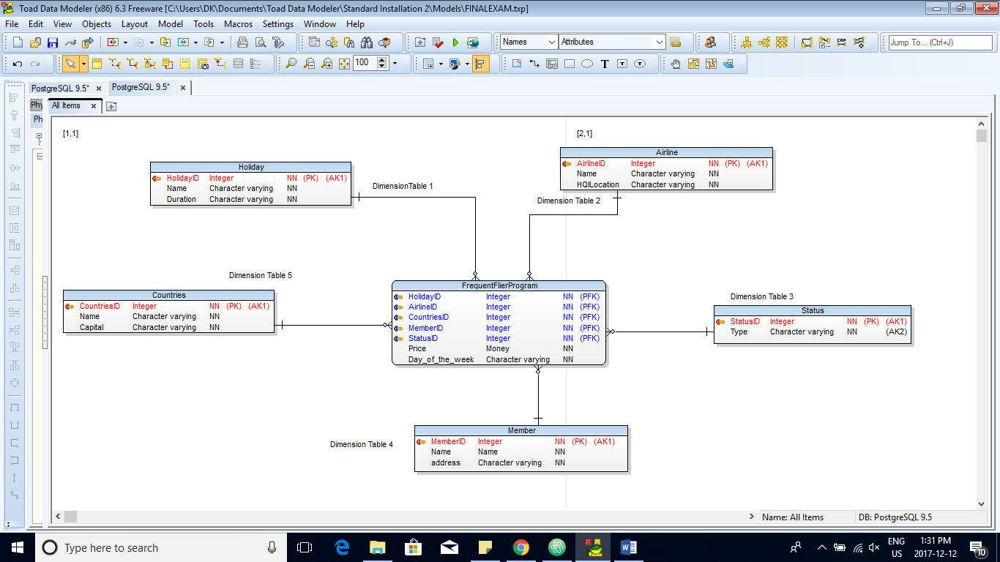 Toad Data Modeler (x86) 6.3 Freeware [C:\Users\DK\Documents\Toad Data Modeler\Standard Installation 2\Models\FINALEXAM.txp]
File Edit View Objects Layout Model Tools Macros Settings Window Help
Names Attributes Jump To... (Ctrl+J)
100
PostgreSQL 9.5* PostgreSQL 9.5*
Phy All Items
Ph
[1,1] [2,1]
Holiday
HolidayID Integer NN (PK) (AK1)
Name Character varying NN
Duration Character varying NN
DimensionTable 1
Airline
AirlineID Integer NN (PK) (AK1)
Name Character varying NN
HQlLocation Character varying NN
Dimension Table 2
Dimension Table 5
Countries
CountriesID Integer NN (PK) (AK1)
Name Character varying NN
Capital Character varying NN
FrequentFlierProgram
HolidayID Integer NN (PFK)
AirlineID Integer NN (PFK)
CountriesID Integer NN (PFK)
MemberID Integer NN (PFK)
StatusID Integer NN (PFK)
Price Money NN
Day_of_the_week Character varying NN
Dimension Table 3
Status
StatusID Integer NN (PK) (AK1)
Type Character varying NN (AK2)
Dimension Table 4
Member
MemberID Integer NN (PK) (AK1)
Name Name NN
address Character varying NN
Name: All Items DB: PostgreSQL 9.5
Type here to search
ENG
US
1:31 PM
2017-12-12
10